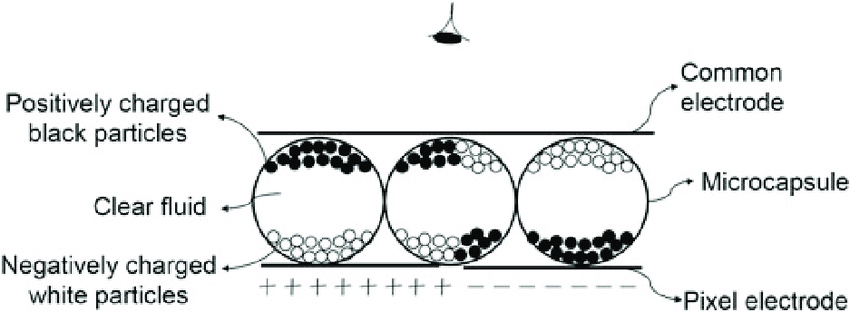 Common
electrode
Positively charged
black particles
Microcapsule
Clear fluid
Negatively charged
white particles
+ + + + + + + + − − − − − − − −
Pixel electrode